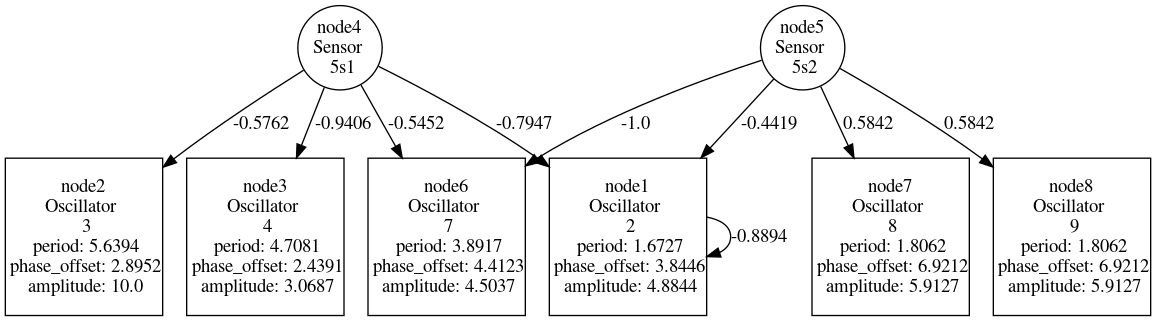 node4
Sensor
5s1
node5
Sensor
5s2
-0.5762
-0.9406
-0.5452
-0.7947
-1.0
-0.4419
0.5842
0.5842
node2
Oscillator
3
period: 5.6394
phase_offset: 2.8952
amplitude: 10.0
node3
Oscillator
4
period: 4.7081
phase_offset: 2.4391
amplitude: 3.0687
node6
Oscillator
7
period: 3.8917
phase_offset: 4.4123
amplitude: 4.5037
node1
Oscillator
2
period: 1.6727
phase_offset: 3.8446
amplitude: 4.8844
-0.8894
node7
Oscillator
8
period: 1.8062
phase_offset: 6.9212
amplitude: 5.9127
node8
Oscillator
9
period: 1.8062
phase_offset: 6.9212
amplitude: 5.9127